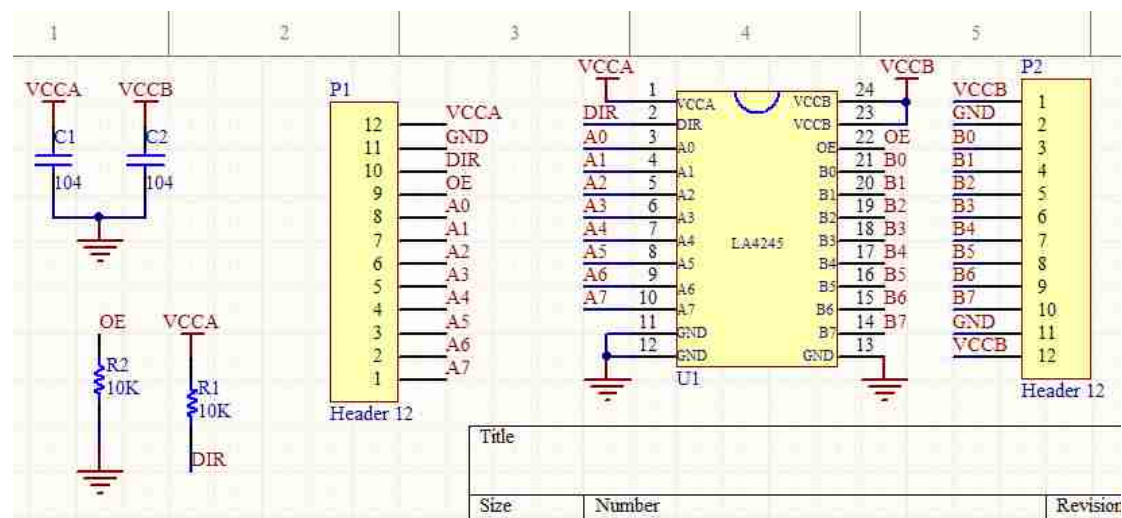 1 2 3 4 5
VCCA VCCB
C1 C2
104 104
OE VCCA
R2
10K
R1
10K
DIR
P1
12 VCCA
11 GND
10 DIR
9 OE
8 A0
7 A1
6 A2
5 A3
4 A4
3 A5
2 A6
1 A7
Header 12
VCCA VCCB
1 VCCA VCCB 24
DIR 2 DIR VCCB 23
A0 3 A0 OE 22 OE
A1 4 A1 B0 21 B0
A2 5 A2 B1 20 B1
A3 6 A3 B2 19 B2
A4 7 A4 B3 18 B3
A5 8 A5 B4 17 B4
A6 9 A6 B5 16 B5
A7 10 A7 B6 15 B6
11 GND B7 14 B7
12 GND GND 13
LA4245
U1
P2
VCCB 1
GND 2
B0 3
B1 4
B2 5
B3 6
B4 7
B5 8
B6 9
B7 10
GND 11
VCCB 12
Header 12
Title
Size Number Revision